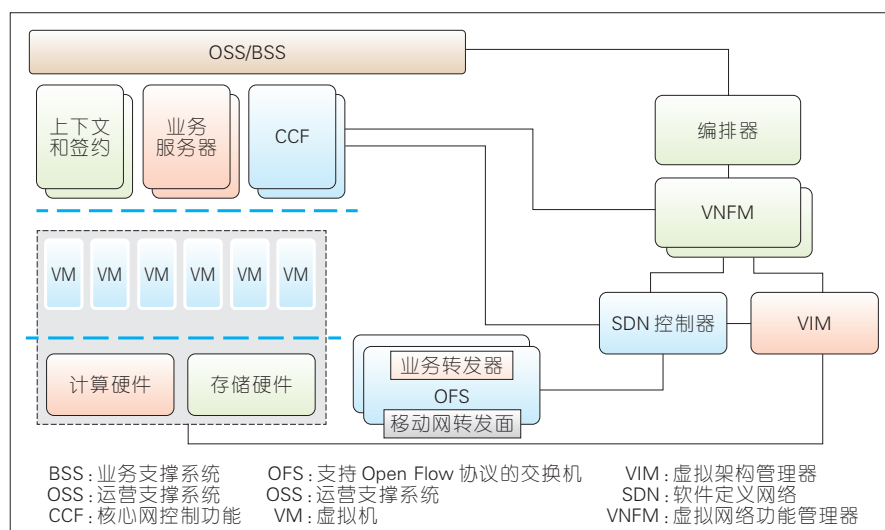 OSS/BSS
上下文
和签约
业务
服务器
CCF
编排器
VNFM
VM VM VM VM VM VM
SDN 控制器
VIM
业务转发器
OFS
移动网转发面
计算硬件
存储硬件
BSS:业务支撑系统 OFS:支持 Open Flow 协议的交换机 VIM:虚拟架构管理器
OSS:运营支撑系统 OSS:运营支撑系统 SDN:软件定义网络
CCF:核心网控制功能 VM:虚拟机 VNFM:虚拟网络功能管理器